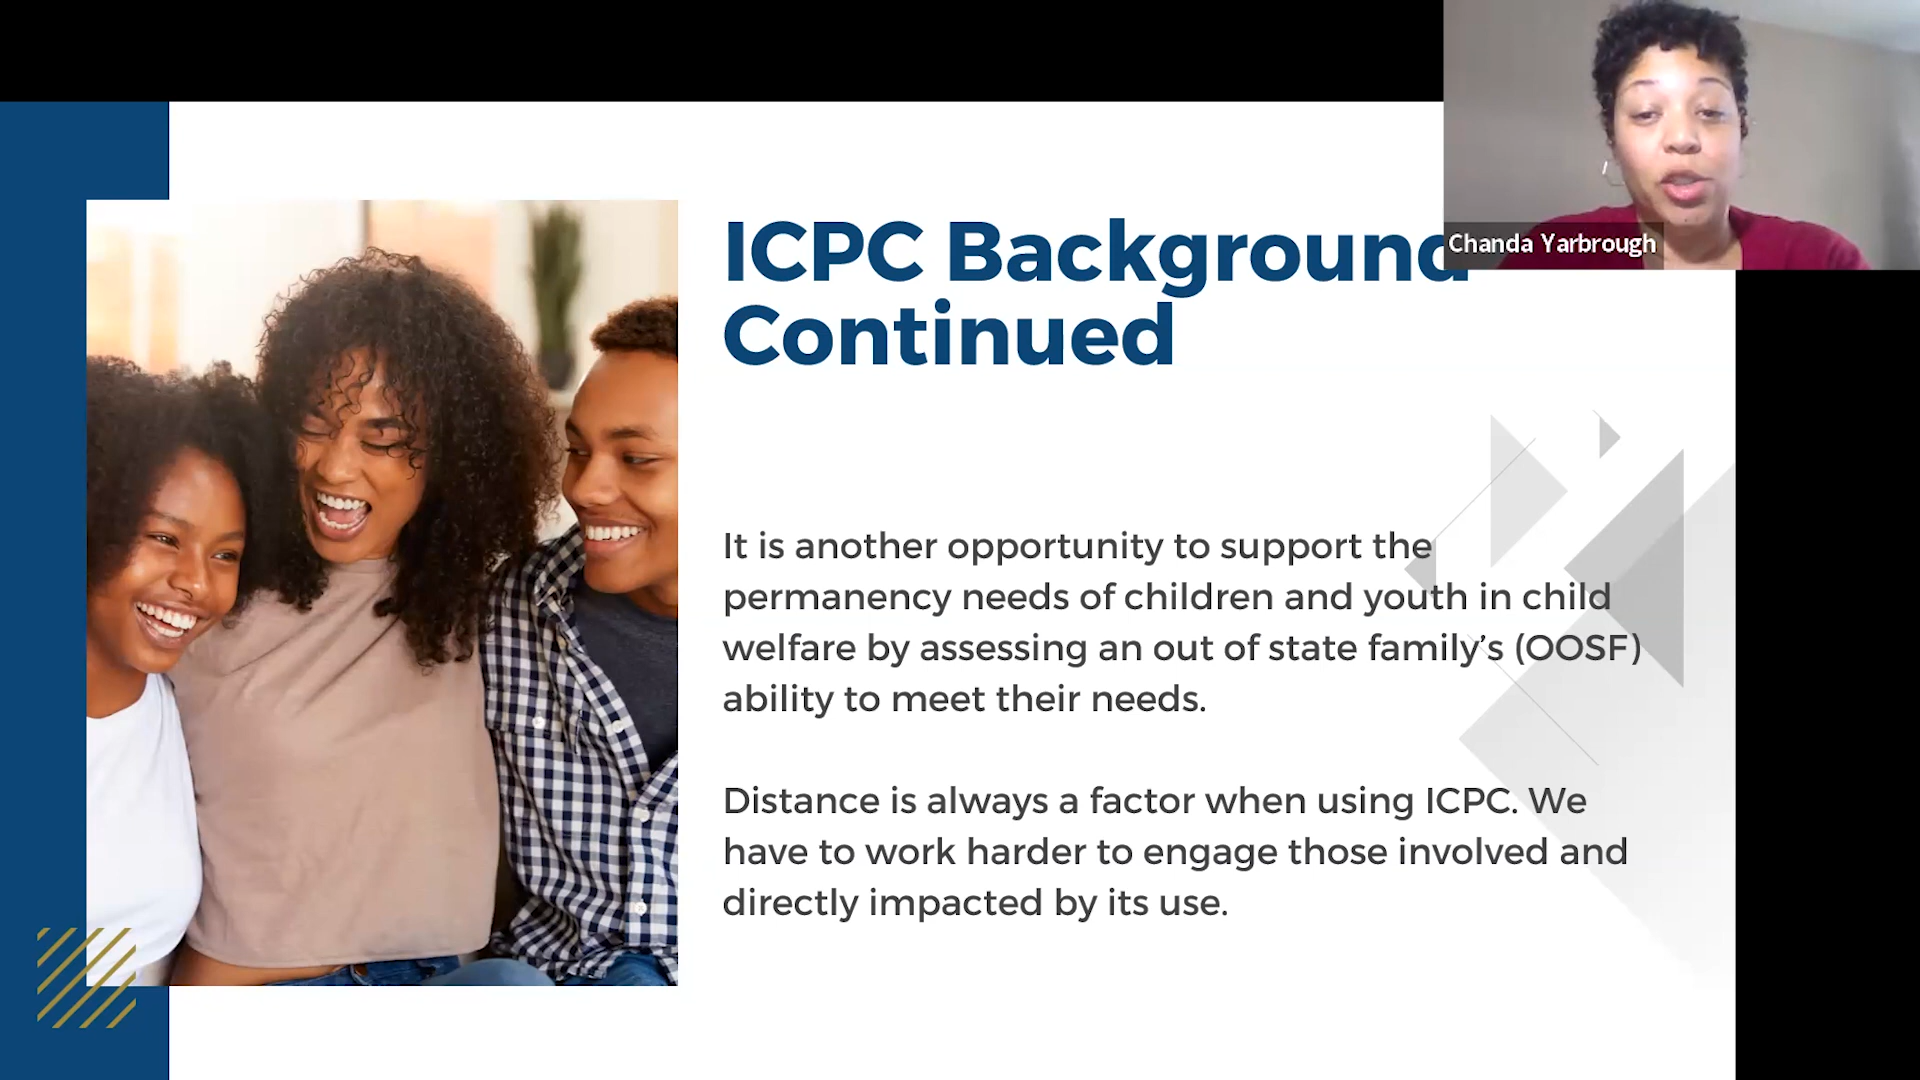 ICPC Background
Continued
Chanda Yarbrough
It is another opportunity to support the
permanency needs of children and youth in child
welfare by assessing an out of state family's (OOSF)
ability to meet their needs.
Distance is always a factor when using ICPC. We
have to work harder to engage those involved and
directly impacted by its use.